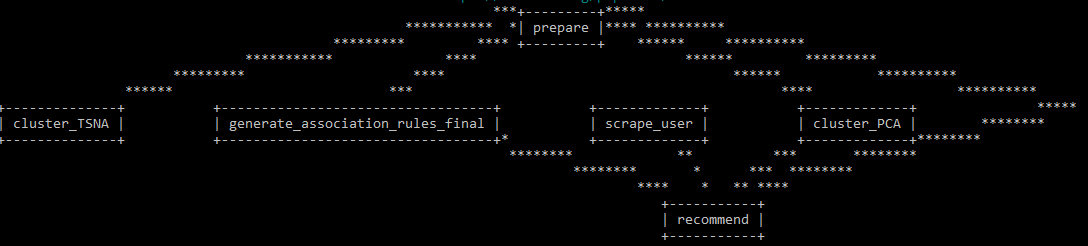 prepare
cluster_TSNA
generate_association_rules_final
scrape_user
cluster_PCA
recommend